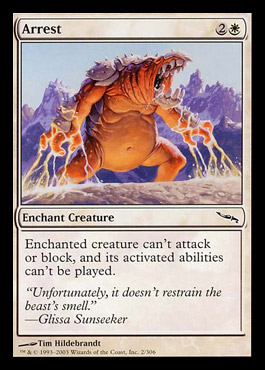 Arrest 2
Enchant Creature
Enchanted creature can't attack
or block, and its activated abilities
can't be played.
"Unfortunately, it doesn't restrain the
beast's smell."
—Glissa Sunseeker
Tim Hildebrandt
™ & © 1993–2003 Wizards of the Coast, Inc. 2/306